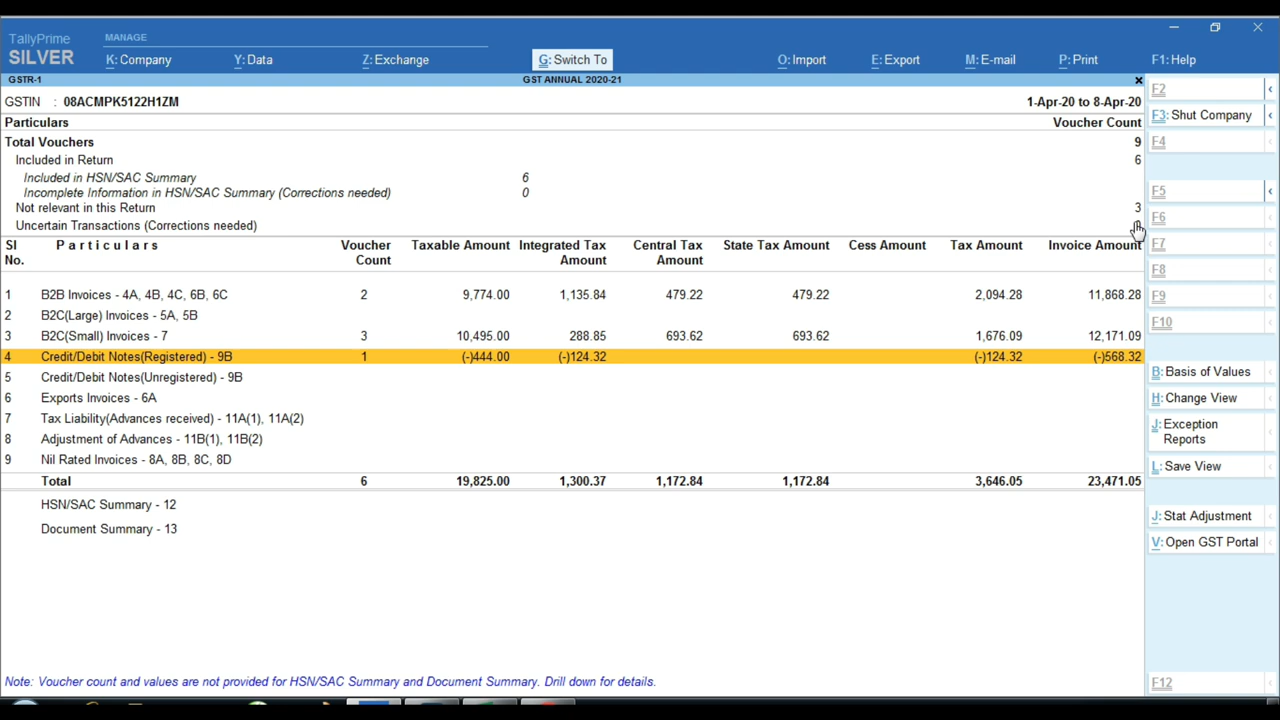 TallyPrime
SILVER
MANAGE
K: Company
Y: Data
Z: Exchange
G: Switch To
O: Import
E: Export
M: E-mail
P: Print
F1: Help
GSTR-1
GST ANNUAL 2020-21
GSTIN : 08ACMPK5122H1ZM
1-Apr-20 to 8-Apr-20
Particulars Voucher Count
Total Vouchers 9
Included in Return 6
Included in HSN/SAC Summary 6
Incomplete Information in HSN/SAC Summary (Corrections needed) 0
Not relevant in this Return 3
Uncertain Transactions (Corrections needed)
Sl No. Particulars Voucher Count Taxable Amount Integrated Tax Amount Central Tax Amount State Tax Amount Cess Amount Tax Amount Invoice Amount
1 B2B Invoices - 4A, 4B, 4C, 6B, 6C 2 9,774.00 1,135.84 479.22 479.22 2,094.28 11,868.28
2 B2C(Large) Invoices - 5A, 5B
3 B2C(Small) Invoices - 7 3 10,495.00 288.85 693.62 693.62 1,676.09 12,171.09
4 Credit/Debit Notes(Registered) - 9B 1 (-)444.00 (-)124.32 (-)124.32 (-)568.32
5 Credit/Debit Notes(Unregistered) - 9B
6 Exports Invoices - 6A
7 Tax Liability(Advances received) - 11A(1), 11A(2)
8 Adjustment of Advances - 11B(1), 11B(2)
9 Nil Rated Invoices - 8A, 8B, 8C, 8D
Total 6 19,825.00 1,300.37 1,172.84 1,172.84 3,646.05 23,471.05
HSN/SAC Summary - 12
Document Summary - 13
Note: Voucher count and values are not provided for HSN/SAC Summary and Document Summary. Drill down for details.
F2
F3: Shut Company
F4
F5
F6
F7
F8
F9
F10
B: Basis of Values
H: Change View
J: Exception
Reports
L: Save View
J: Stat Adjustment
V: Open GST Portal
F12